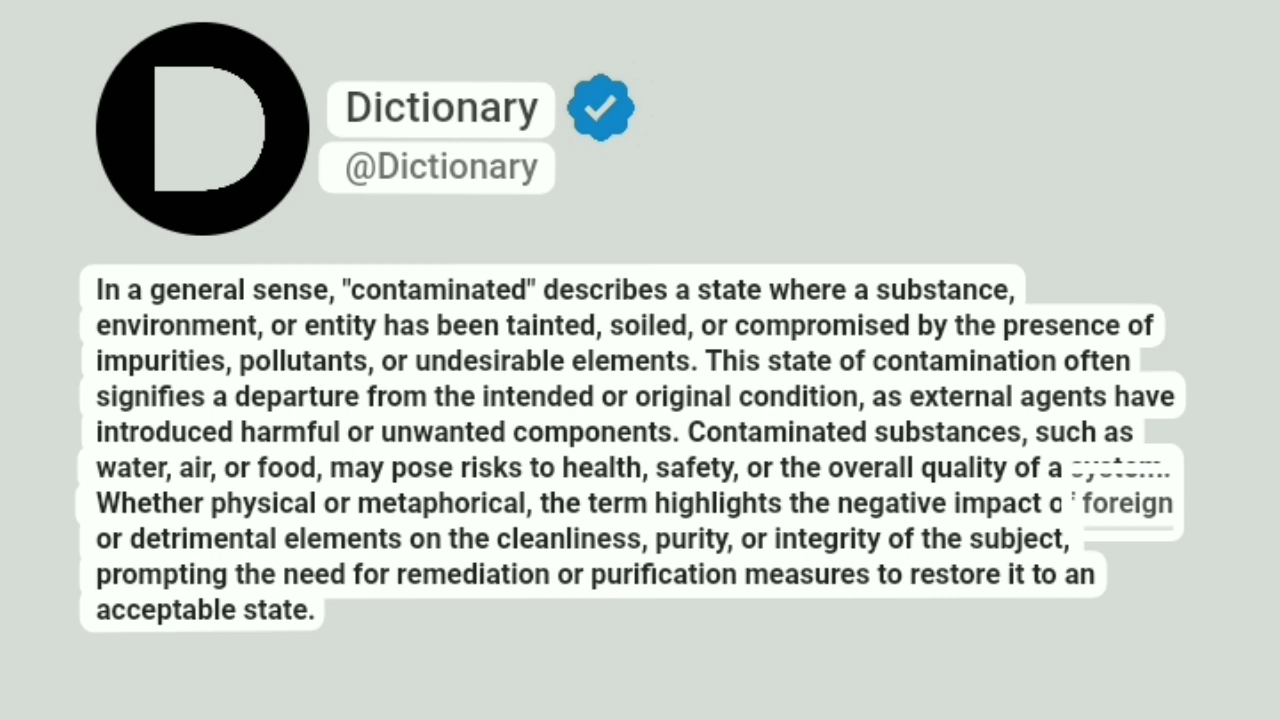 D
Dictionary
@Dictionary
In a general sense, "contaminated" describes a state where a substance,
environment, or entity has been tainted, soiled, or compromised by the presence of
impurities, pollutants, or undesirable elements. This state of contamination often
signifies a departure from the intended or original condition, as external agents have
introduced harmful or unwanted components. Contaminated substances, such as
water, air, or food, may pose risks to health, safety, or the overall quality of a system.
Whether physical or metaphorical, the term highlights the negative impact of foreign
or detrimental elements on the cleanliness, purity, or integrity of the subject,
prompting the need for remediation or purification measures to restore it to an
acceptable state.